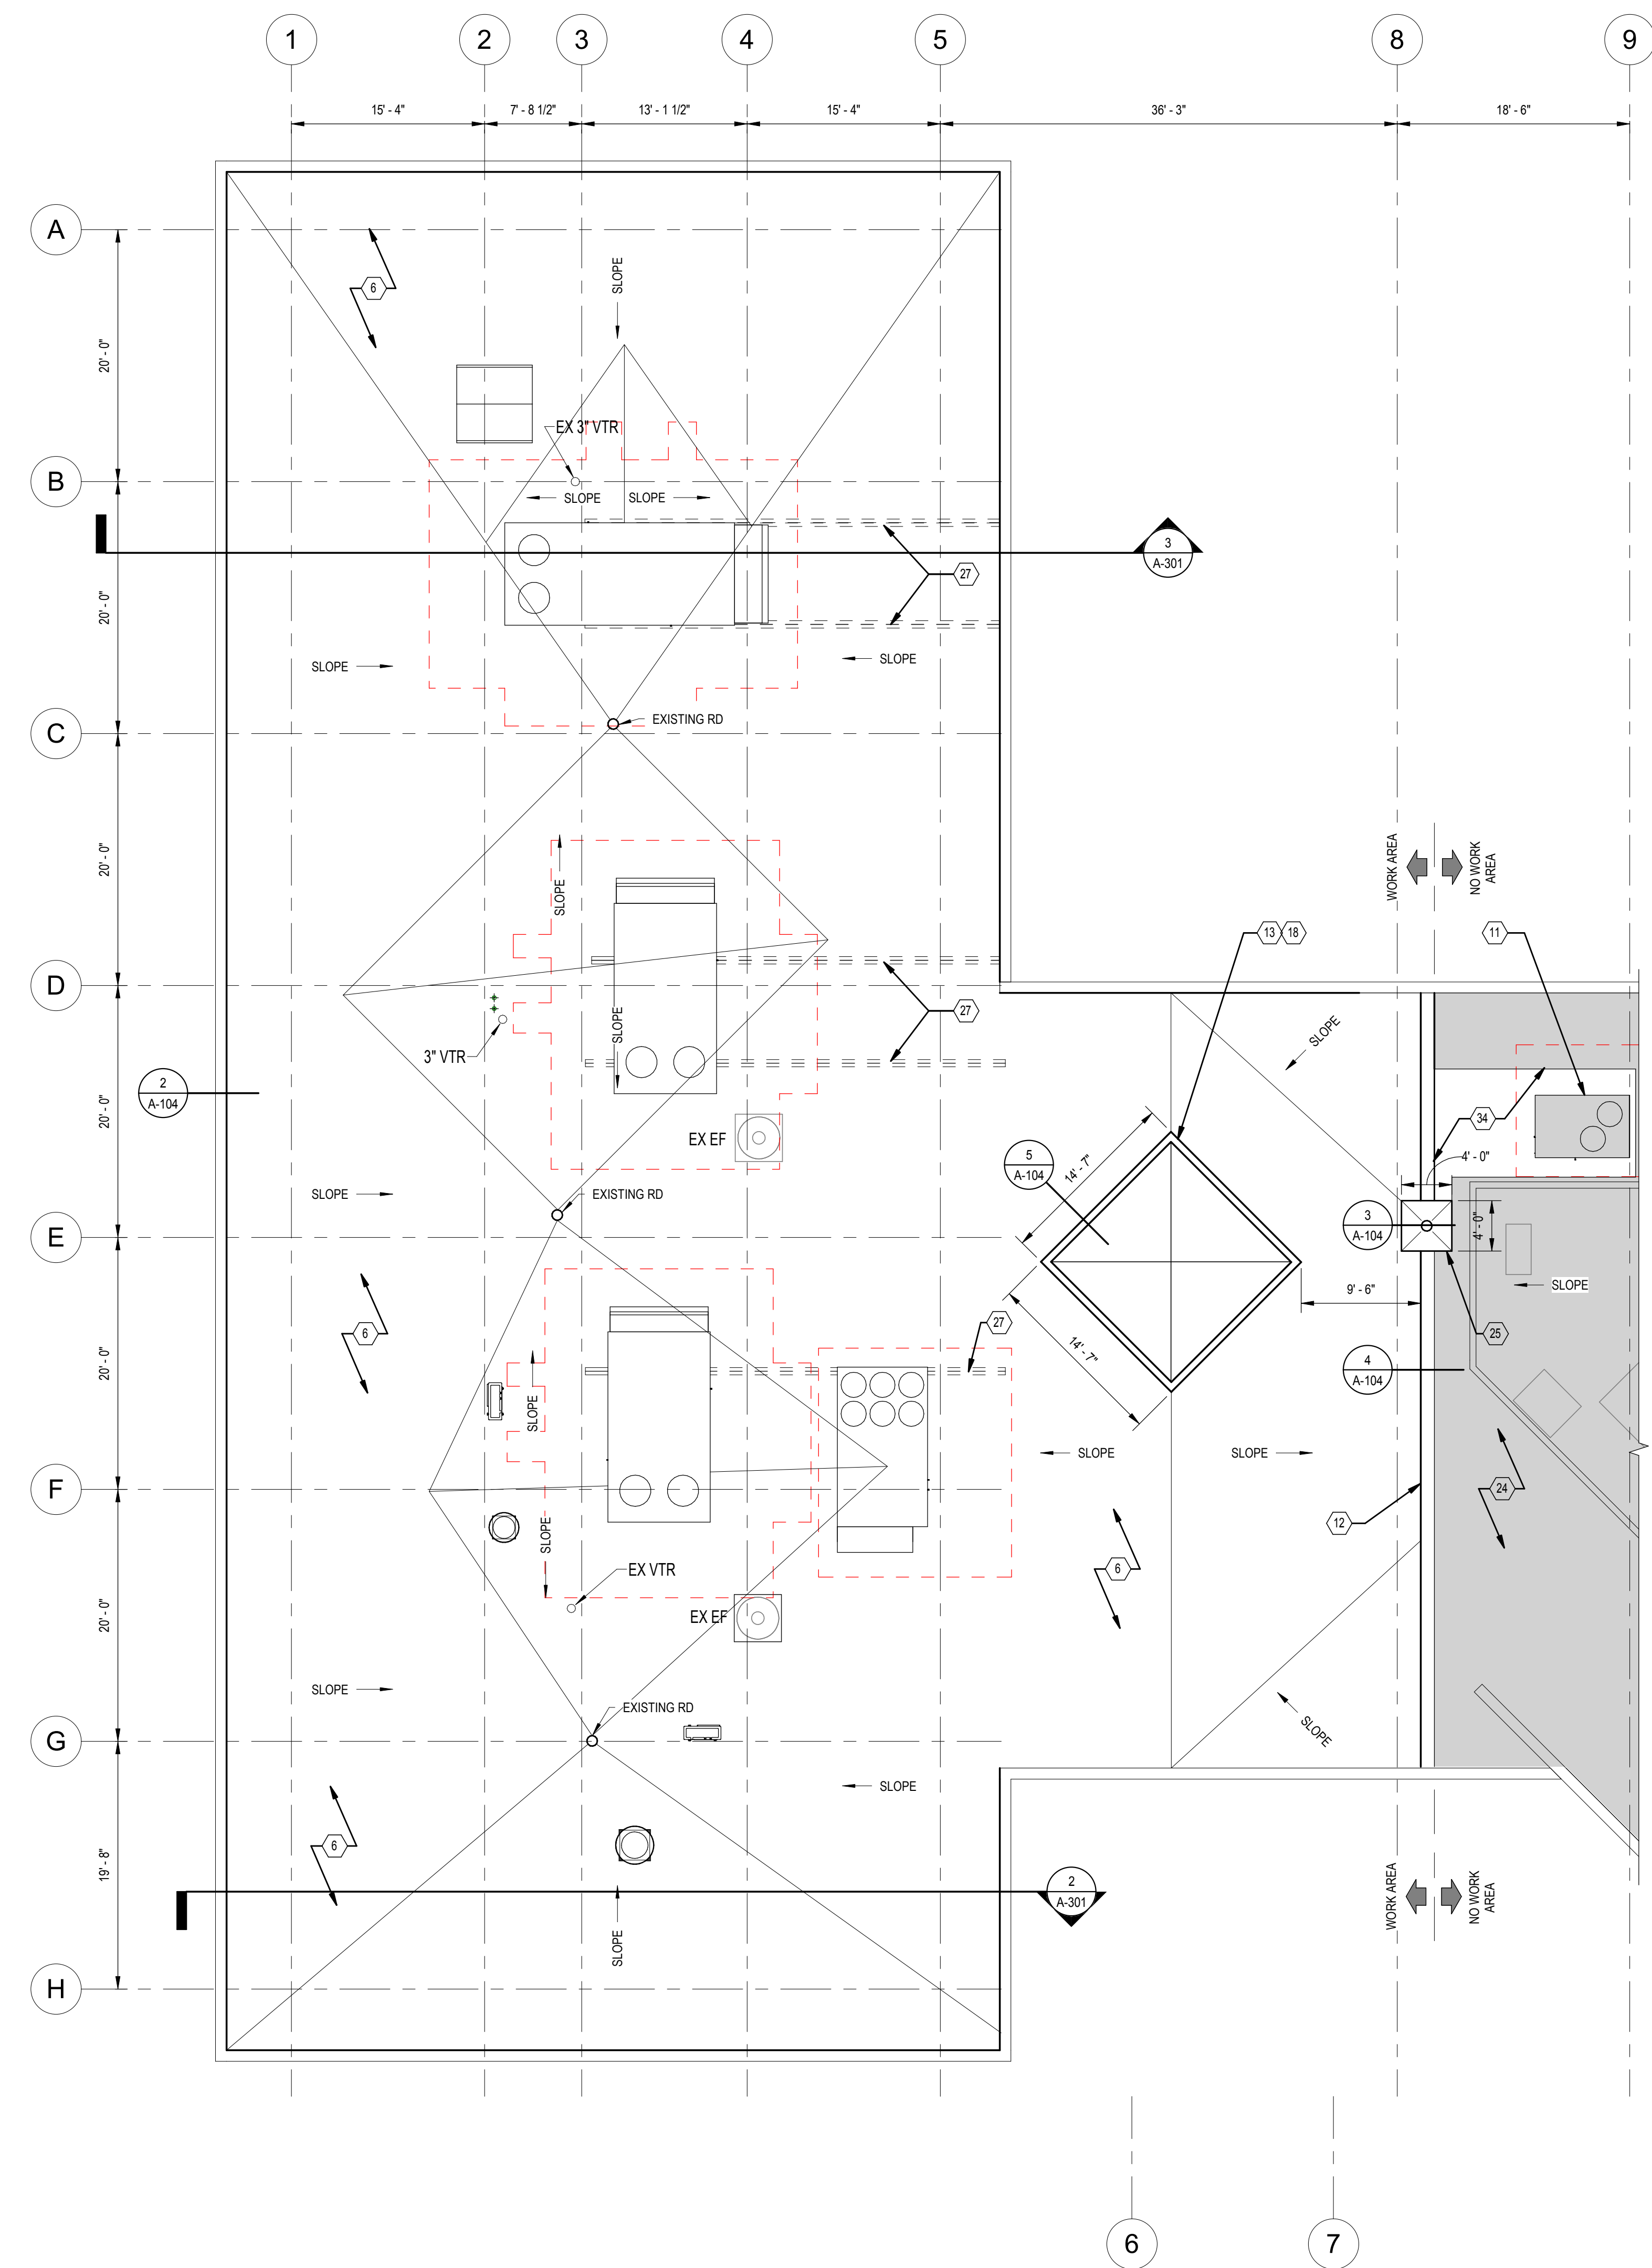 1
2
3
4
5
8
9
15' - 4"
7' - 8 1/2"
13' - 1 1/2"
15' - 4"
36' - 3"
18' - 6"
A
6
SLOPE
20' - 0"
EX 3" VTR
B
SLOPE
SLOPE
3
A-301
27
20' - 0"
SLOPE
SLOPE
EXISTING RD
C
20' - 0"
SLOPE
WORK AREA
NO WORK
AREA
13
18
11
D
SLOPE
27
SLOPE
3" VTR
2
A-104
20' - 0"
EX EF
5
A-104
14' - 7"
34
4' - 0"
SLOPE
EXISTING RD
3
A-104
4' - 0"
E
SLOPE
9' - 6"
6
27
25
14' - 7"
20' - 0"
4
A-104
SLOPE
SLOPE
SLOPE
F
24
12
SLOPE
EX VTR
6
20' - 0"
EX EF
SLOPE
EXISTING RD
SLOPE
G
SLOPE
6
19' - 8"
2
A-301
WORK AREA
NO WORK
AREA
SLOPE
H
6
7